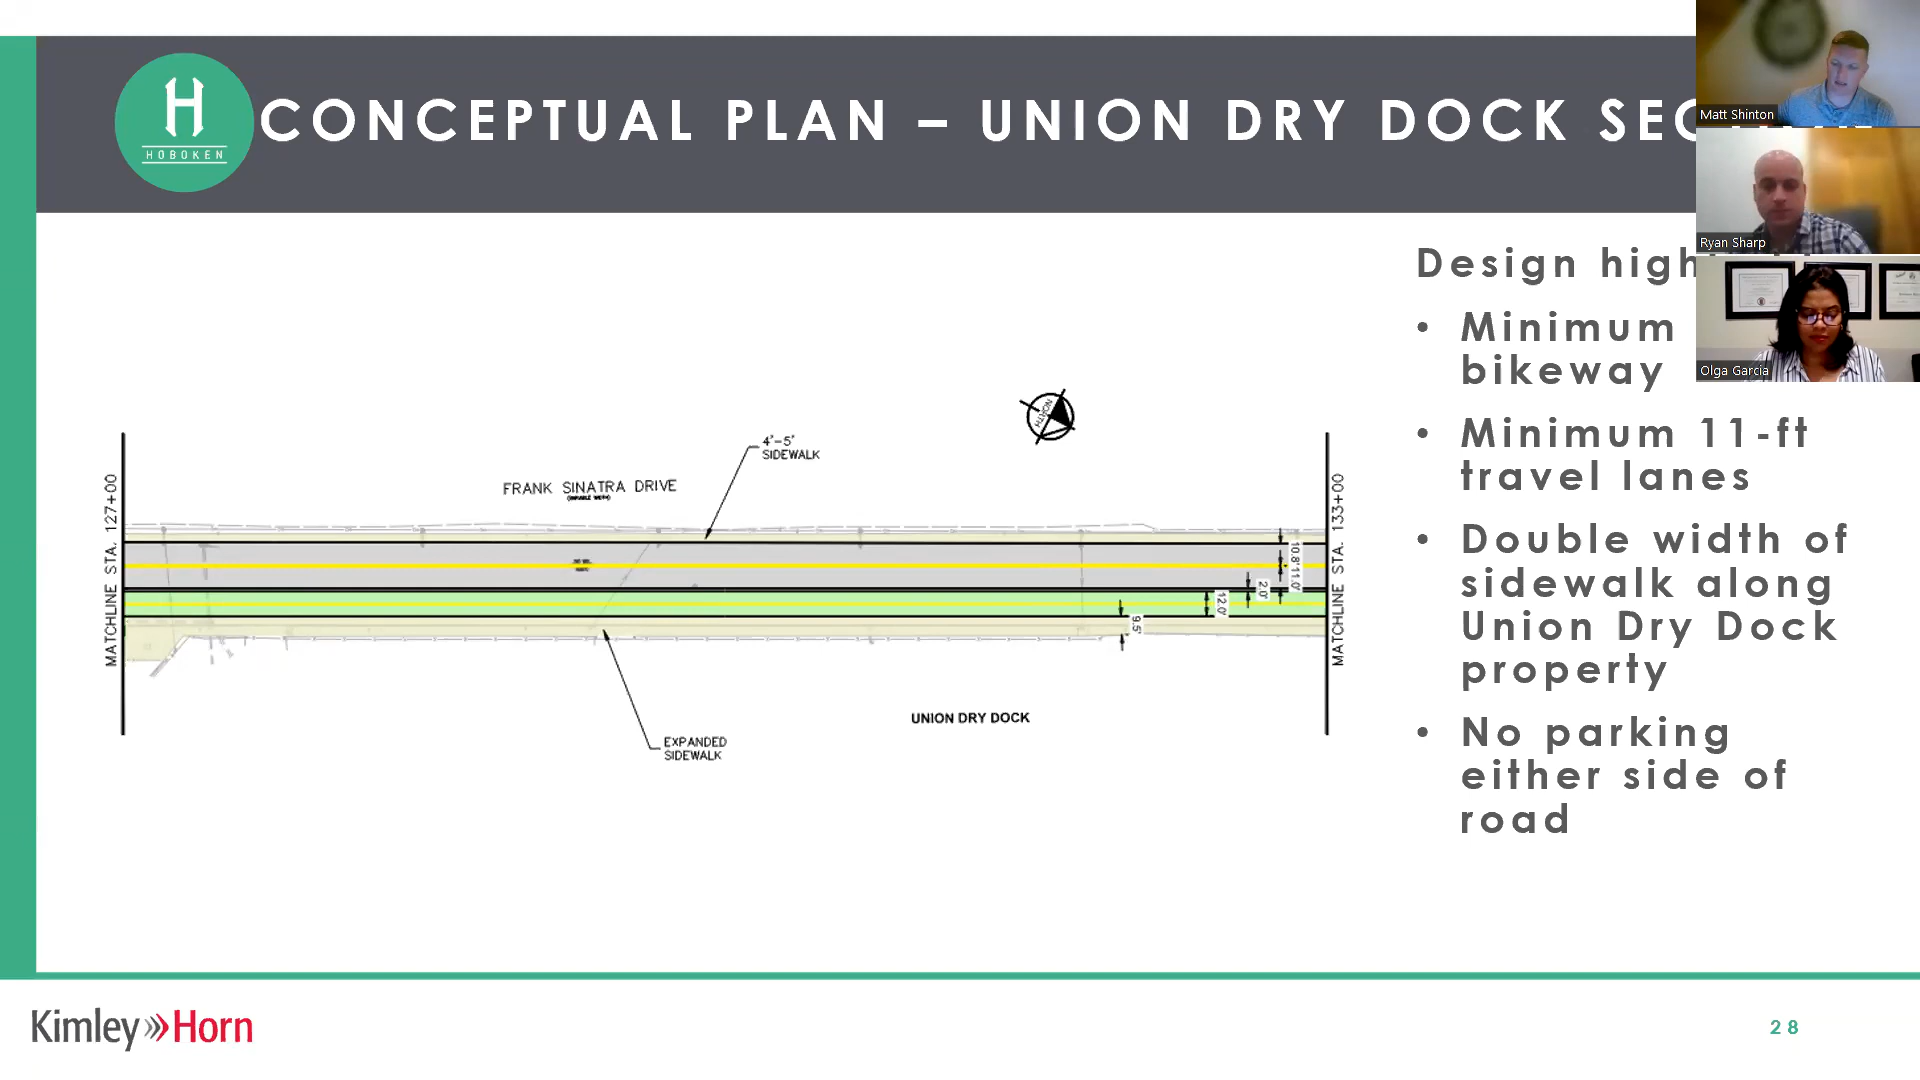 H
HOBOKEN
CONCEPTUAL PLAN – UNION DRY DOCK
Matt Shinton
Ryan Sharp
Olga Garcia
Design
• Minimum
bikeway
• Minimum 11-ft
travel lanes
• Double width of
sidewalk along
Union Dry Dock
property
• No parking
either side of
road
NORTH
4'-5'
SIDEWALK
FRANK SINATRA DRIVE
MATCHLINE STA. 127+00
MATCHLINE STA. 133+00
10.8'
11.0'
2.0'
12.0'
9.5'
UNION DRY DOCK
EXPANDED
SIDEWALK
Kimley»Horn
28